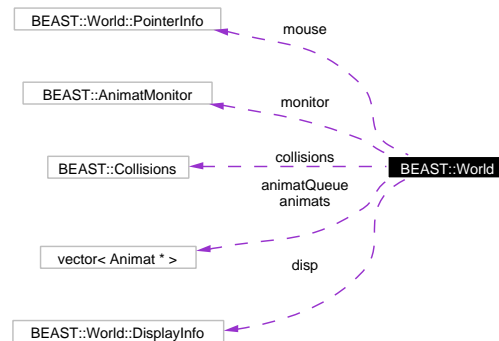 BEAST::World::PointerInfo
mouse
BEAST::AnimatMonitor
monitor
BEAST::Collisions
collisions
BEAST::World
animatQueue
animats
vector< Animat * >
disp
BEAST::World::DisplayInfo